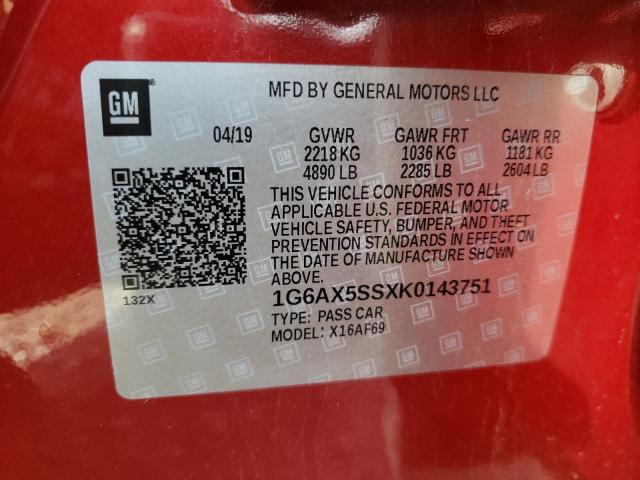 GM
MFD BY GENERAL MOTORS LLC
04/19 GVWR GAWR FRT GAWR RR
2218 KG 1036 KG 1181 KG
4890 LB 2285 LB 2604 LB
THIS VEHICLE CONFORMS TO ALL
APPLICABLE U.S. FEDERAL MOTOR
VEHICLE SAFETY, BUMPER, AND THEFT
PREVENTION STANDARDS IN EFFECT ON
THE DATE OF MANUFACTURE SHOWN
ABOVE.
132X
1G6AX5SSXK0143751
TYPE: PASS CAR
MODEL: X16AF69